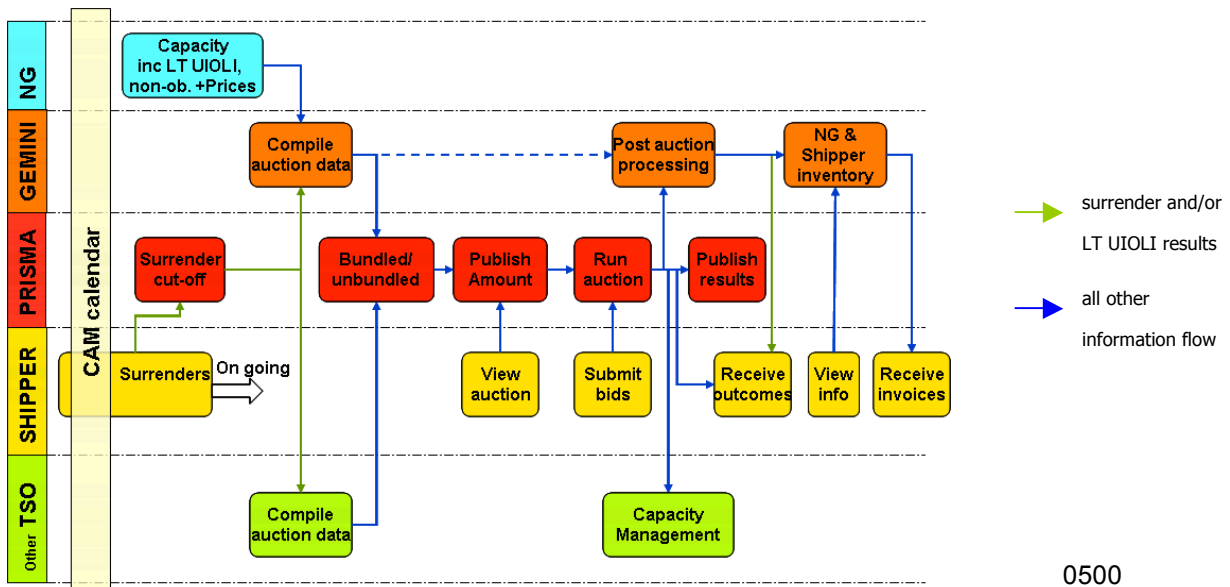 NG
Capacity
inc LT UIOLI,
non-ob. +Prices
GEMINI
Compile
auction data
Post auction
processing
NG &
Shipper
inventory
PRISMA
Surrender
cut-off
Bundled/
unbundled
Publish
Amount
Run
auction
Publish
results
CAM calendar
SHIPPER
Surrenders
On going
View
auction
Submit
bids
Receive
outcomes
View
info
Receive
invoices
Other TSO
Compile
auction data
Capacity
Management
surrender and/or
LT UIOLI results
all other
information flow
0500